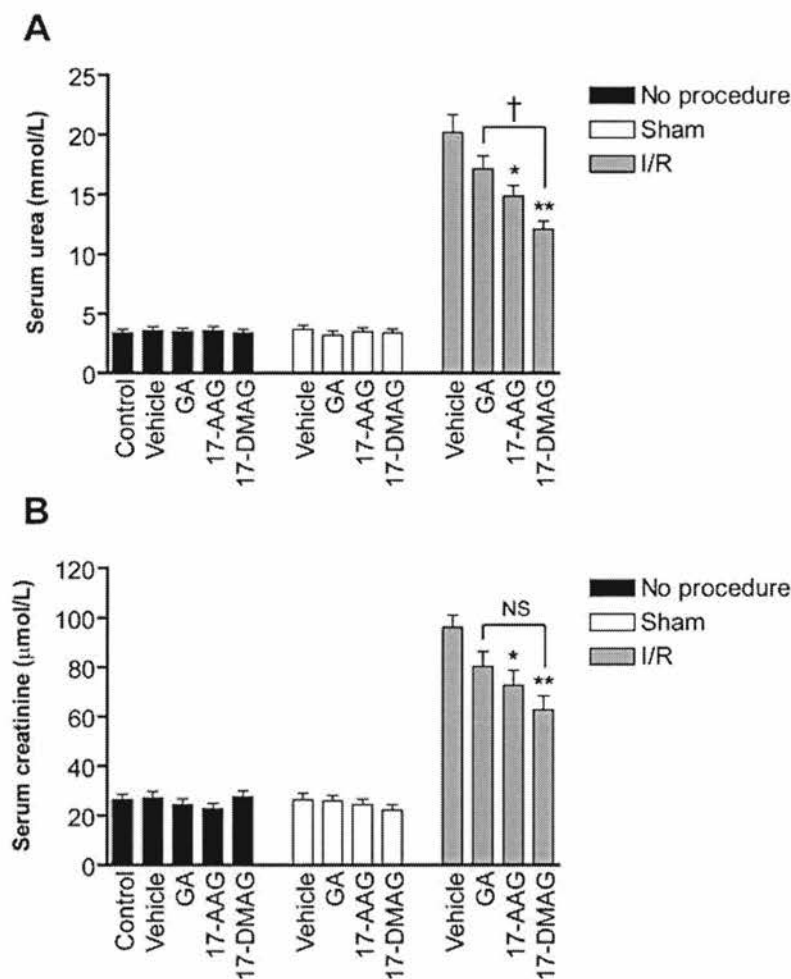 A
25
20
15
10
5
0
Serum urea (mmol/L)
†
*
**
No procedure
Sham
I/R
Control
Vehicle
GA
17-AAG
17-DMAG
Vehicle
GA
17-AAG
17-DMAG
Vehicle
GA
17-AAG
17-DMAG
B
120
100
80
60
40
20
0
Serum creatinine (μmol/L)
NS
*
**
No procedure
Sham
I/R
Control
Vehicle
GA
17-AAG
17-DMAG
Vehicle
GA
17-AAG
17-DMAG
Vehicle
GA
17-AAG
17-DMAG